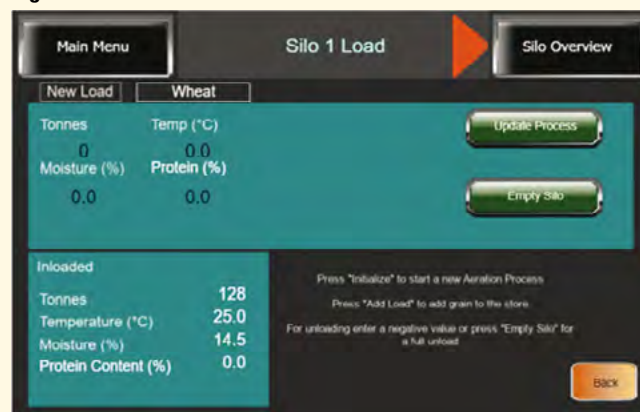 Main Menu
Silo 1 Load
Silo Overview
New Load
Wheat
Tonnes
Temp (°C)
0
0.0
Moisture (%)
Protein (%)
0.0
0.0
Update Process
Empty Silo
Inloaded
Tonnes 128
Temperature (°C) 25.0
Moisture (%) 14.5
Protein Content (%) 0.0
Press "Initialize" to start a new Aeration Process
Press "Add Load" to add grain to the store.
For unloading enter a negative value or press "Empty Silo" for
a full unload
Back